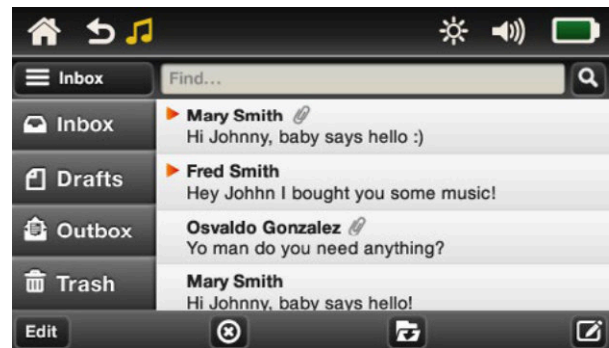 Inbox
Find...
Inbox
Mary Smith
Hi Johnny, baby says hello :)
Drafts
Fred Smith
Hey Johhn I bought you some music!
Outbox
Osvaldo Gonzalez
Yo man do you need anything?
Trash
Mary Smith
Hi Johnny, baby says hello!
Edit